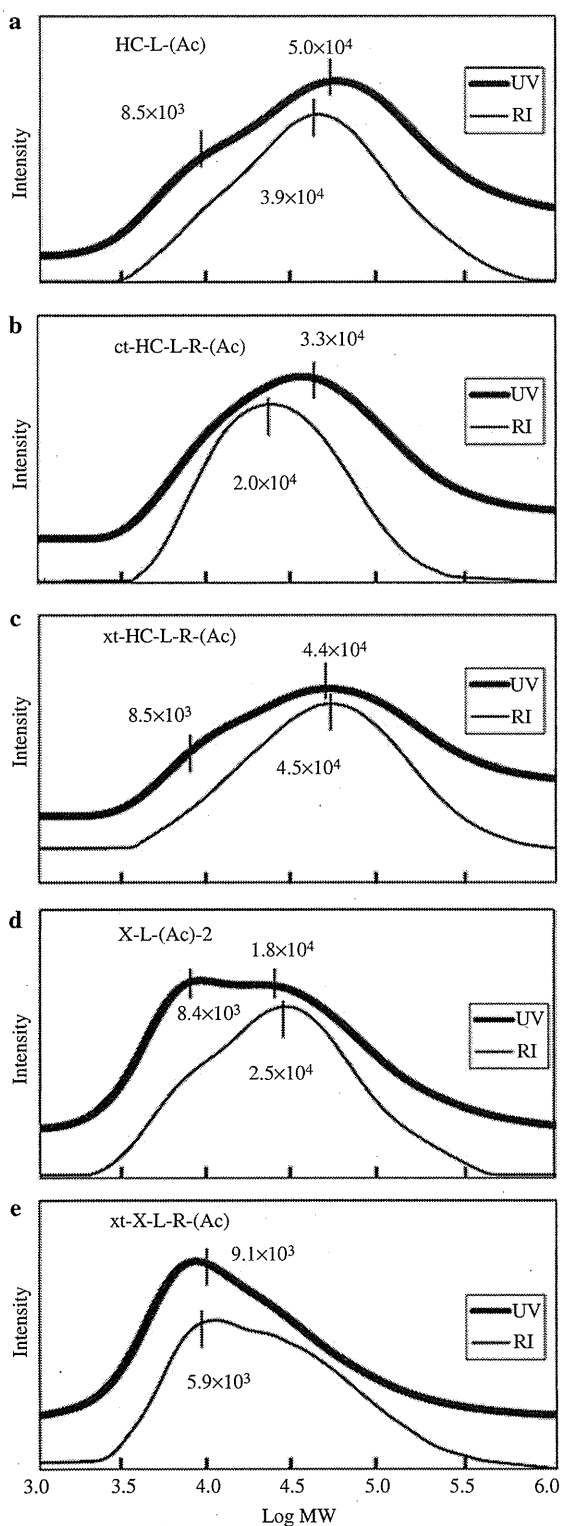 a
HC-L-(Ac)
5.0×10⁴
8.5×10³
3.9×10⁴
UV
RI
Intensity
b
ct-HC-L-R-(Ac)
3.3×10⁴
2.0×10⁴
UV
RI
Intensity
c
xt-HC-L-R-(Ac)
4.4×10⁴
8.5×10³
4.5×10⁴
UV
RI
Intensity
d
X-L-(Ac)-2
1.8×10⁴
8.4×10³
2.5×10⁴
UV
RI
Intensity
e
xt-X-L-R-(Ac)
9.1×10³
5.9×10³
UV
RI
Intensity
3.0 3.5 4.0 4.5 5.0 5.5 6.0
Log MW